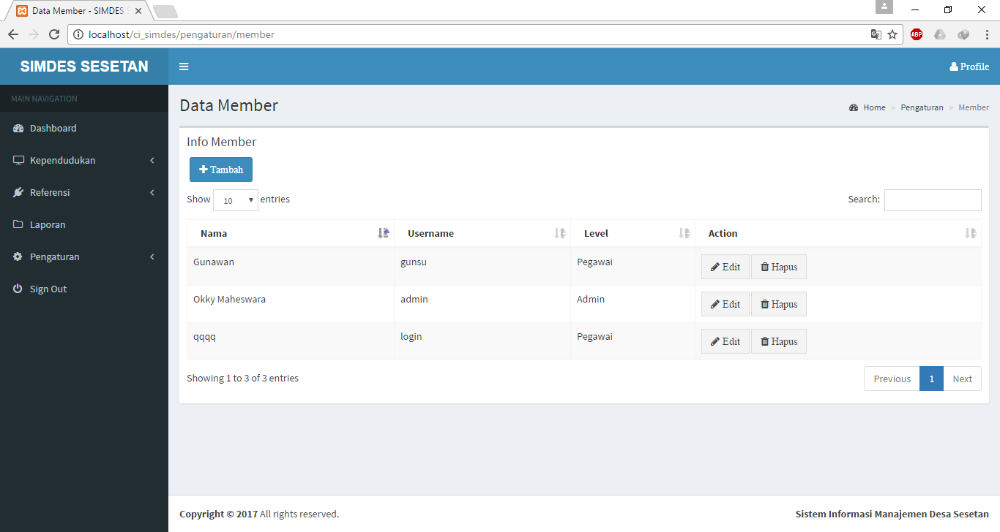 Data Member - SIMDES
localhost/ci_simdes/pengaturan/member
ABP
SIMDES SESETAN
Profile
MAIN NAVIGATION
Dashboard
Kependudukan
Referensi
Laporan
Pengaturan
Sign Out
Data Member
Home > Pengaturan > Member
Info Member
Tambah
Show 10 entries
Search:
Nama Username Level Action
Gunawan gunsu Pegawai Edit Hapus
Okky Maheswara admin Admin Edit Hapus
qqqq login Pegawai Edit Hapus
Showing 1 to 3 of 3 entries
Previous 1 Next
Copyright © 2017 All rights reserved.
Sistem Informasi Manajemen Desa Sesetan